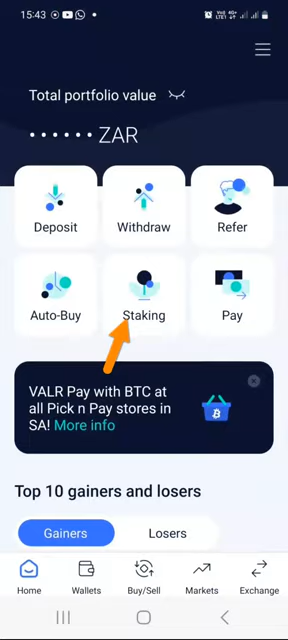 15:43
Total portfolio value
•••••• ZAR
Deposit
Withdraw
Refer
Auto-Buy
Staking
Pay
VALR Pay with BTC at
all Pick n Pay stores in
SA! More info
Top 10 gainers and losers
Gainers
Losers
Home
Wallets
Buy/Sell
Markets
Exchange